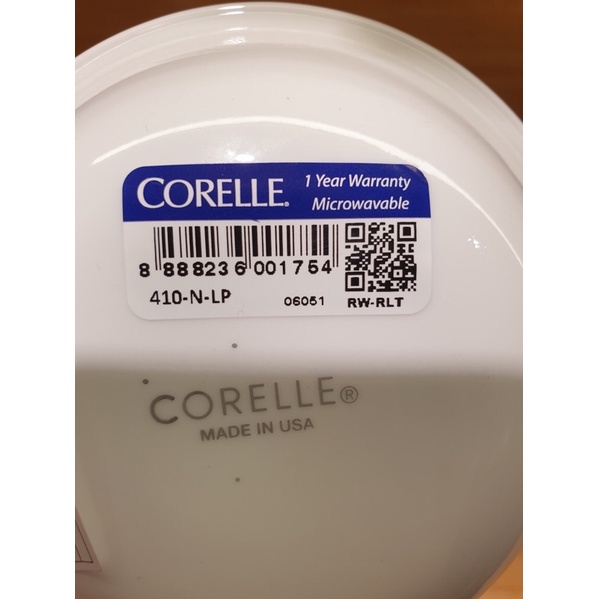 CORELLE®
1 Year Warranty
Microwavable
8 888236 001754
410-N-LP
06051
RW-RLT
CORELLE®
MADE IN USA